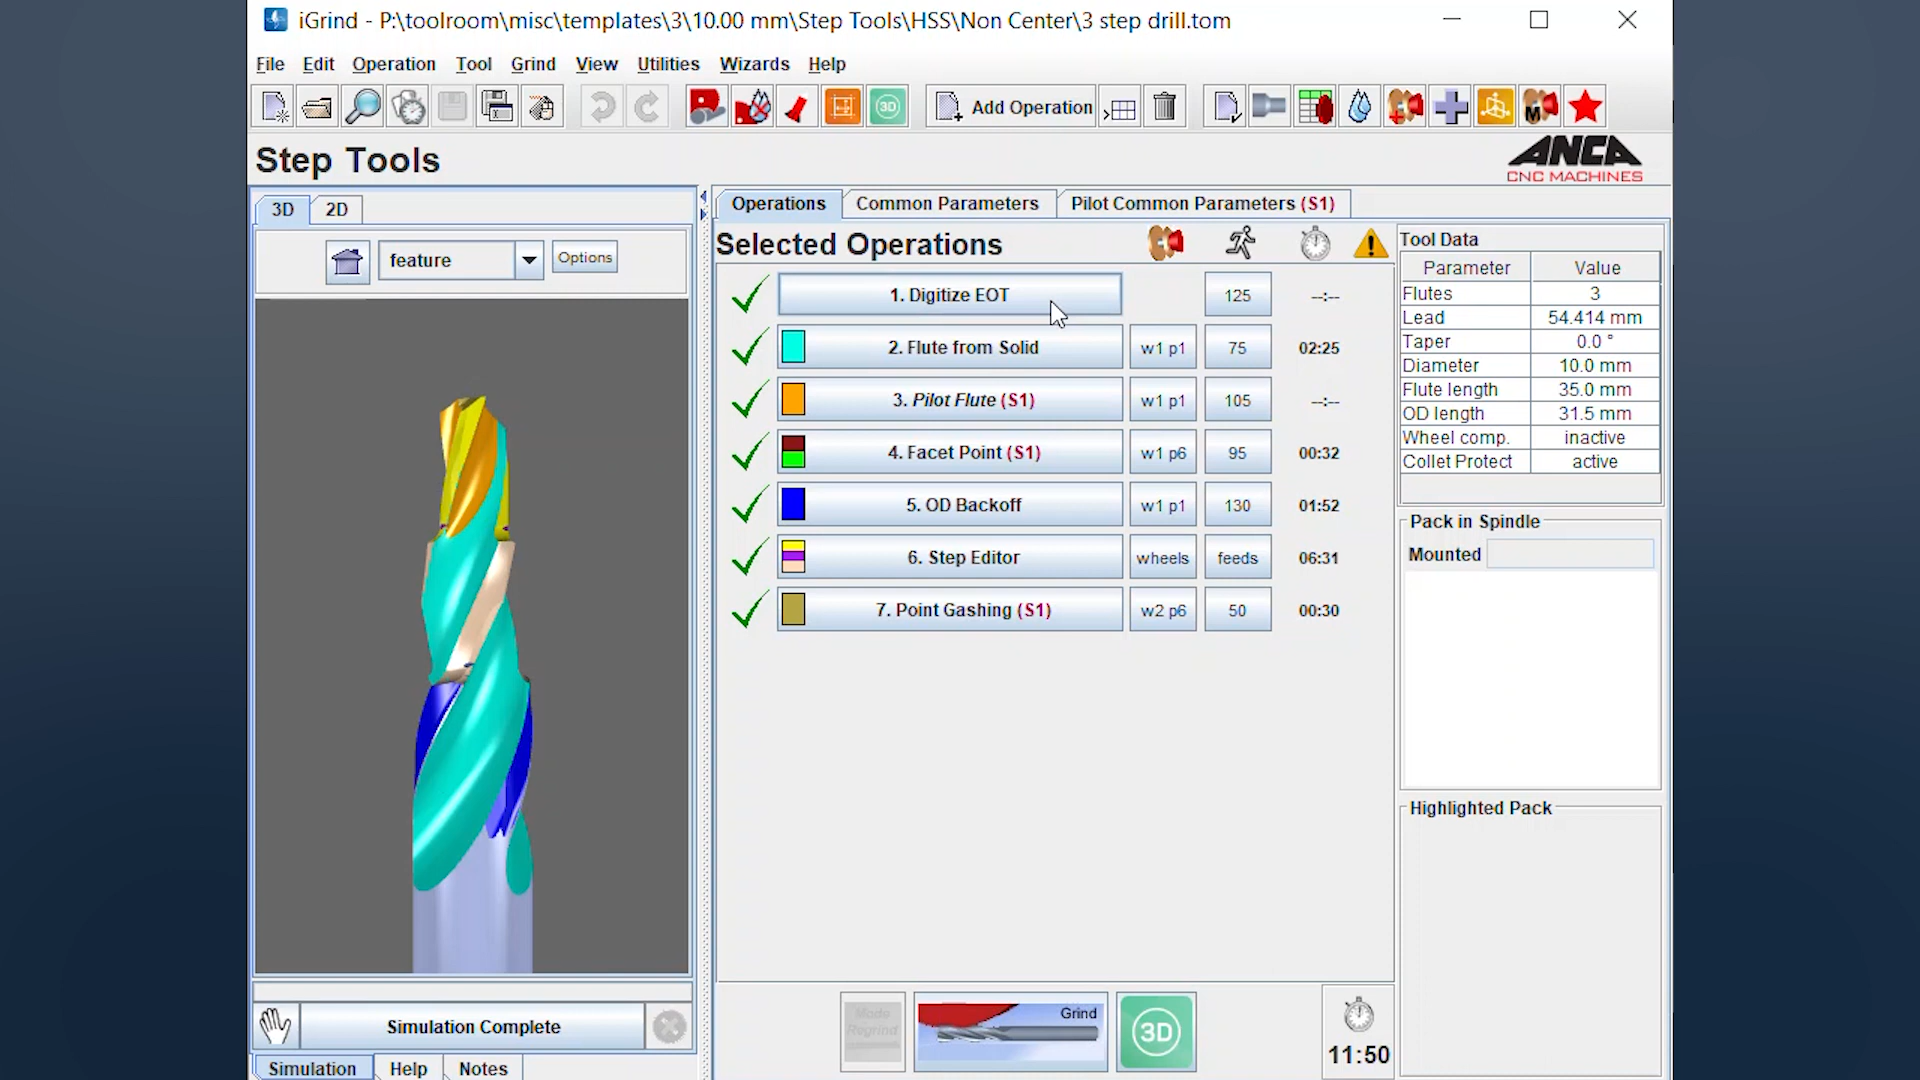 iGrind - P:\toolroom\misc\templates\3\10.00 mm\Step Tools\HSS\Non Center\3 step drill.tom
File Edit Operation Tool Grind View Utilities Wizards Help
3D Add Operation M
Step Tools
ANCA
CNC MACHINES
3D 2D
Operations Common Parameters Pilot Common Parameters (S1)
feature Options
Selected Operations
1. Digitize EOT 125 --:--
2. Flute from Solid w1 p1 75 02:25
3. Pilot Flute (S1) w1 p1 105 --:--
4. Facet Point (S1) w1 p6 95 00:32
5. OD Backoff w1 p1 130 01:52
6. Step Editor wheels feeds 06:31
7. Point Gashing (S1) w2 p6 50 00:30
Tool Data
Parameter Value
Flutes 3
Lead 54.414 mm
Taper 0.0 °
Diameter 10.0 mm
Flute length 35.0 mm
OD length 31.5 mm
Wheel comp. inactive
Collet Protect active
Pack in Spindle
Mounted
Highlighted Pack
Simulation Complete
Simulation Help Notes
Mode
Regrind
Grind
3D
11:50